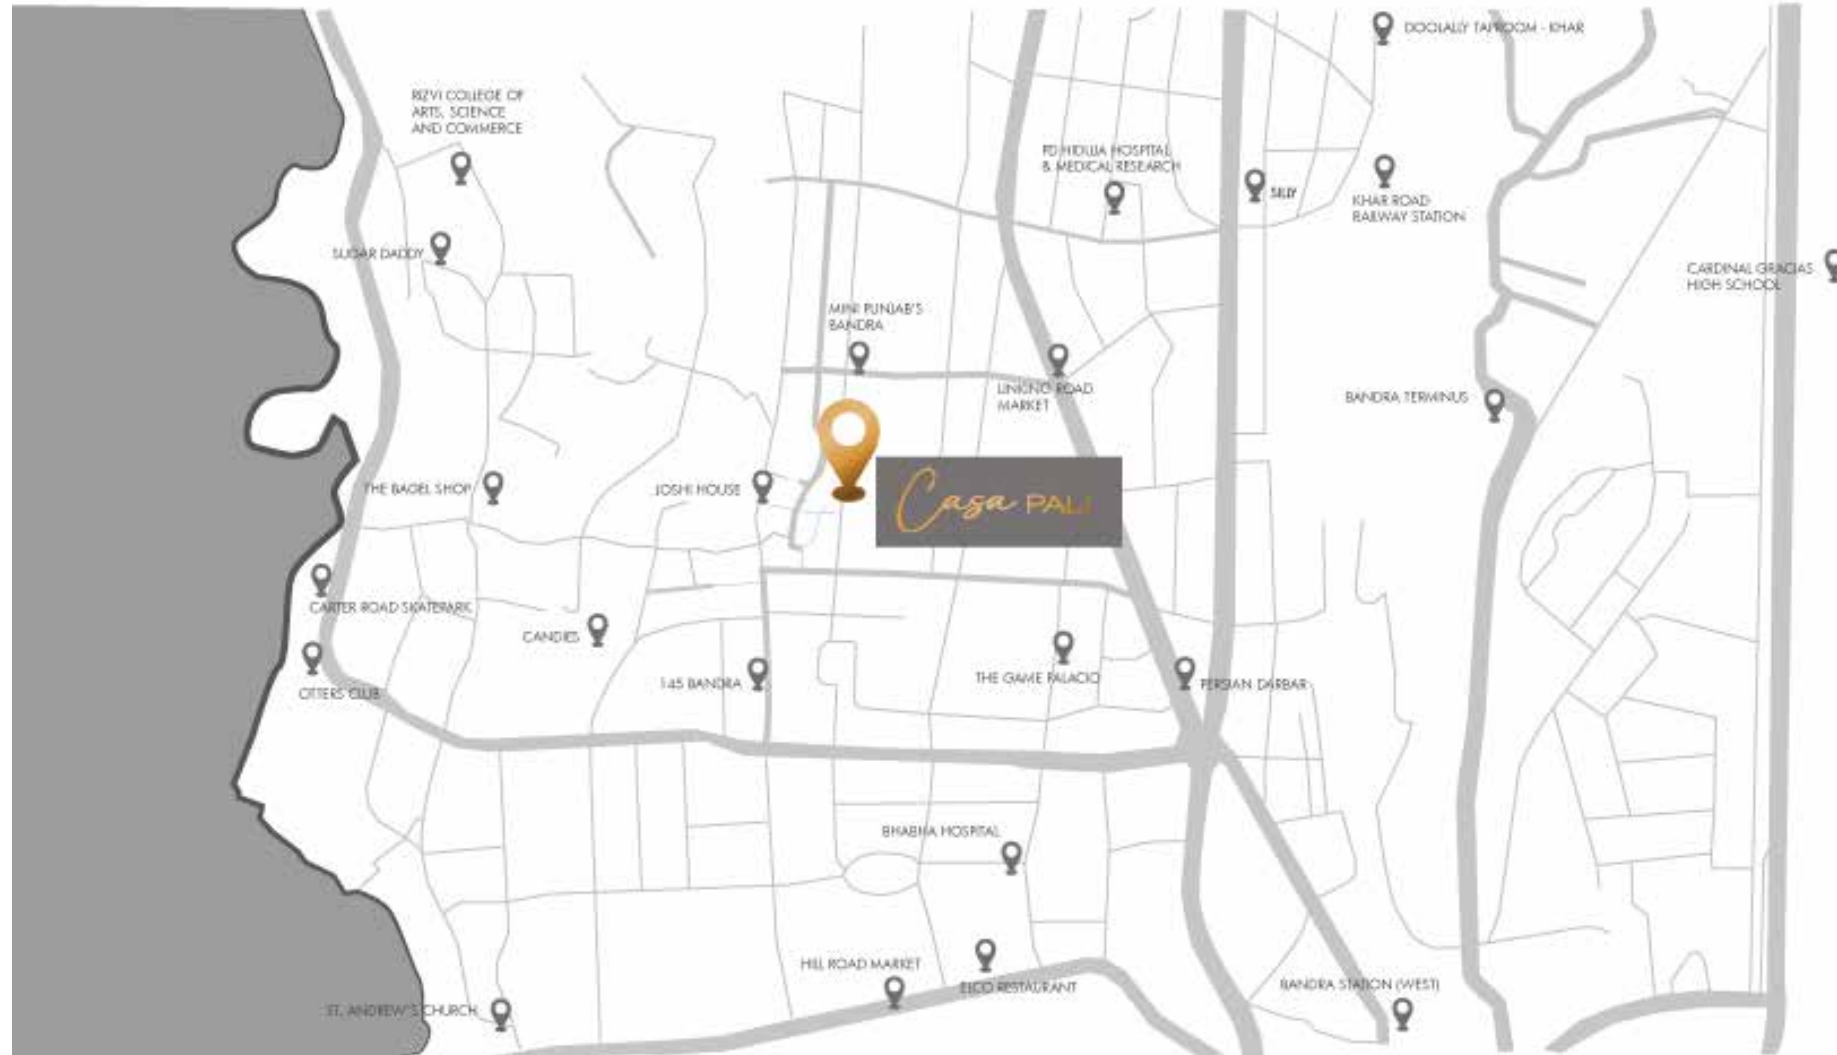 DOOLALLY TAPROOM - KHAR
RIZVI COLLEGE OF
ARTS, SCIENCE
AND COMMERCE
PD HIDUJA HOSPITAL
& MEDICAL RESEARCH
SILLY
KHAR ROAD
RAILWAY STATION
SUGAR DADDY
CARDINAL GRACIAS
HIGH SCHOOL
MINI PUNJAB'S
BANDRA
LINKING ROAD
MARKET
BANDRA TERMINUS
THE BAGEL SHOP
JOSHI HOUSE
Casa PALI
CARTER ROAD SKATEPARK
CANDIES
OTTERS CLUB
145 BANDRA
THE GAME PALACIO
PERSIAN DARBAR
BHABHA HOSPITAL
HILL ROAD MARKET
ELCO RESTAURANT
BANDRA STATION (WEST)
ST. ANDREW'S CHURCH